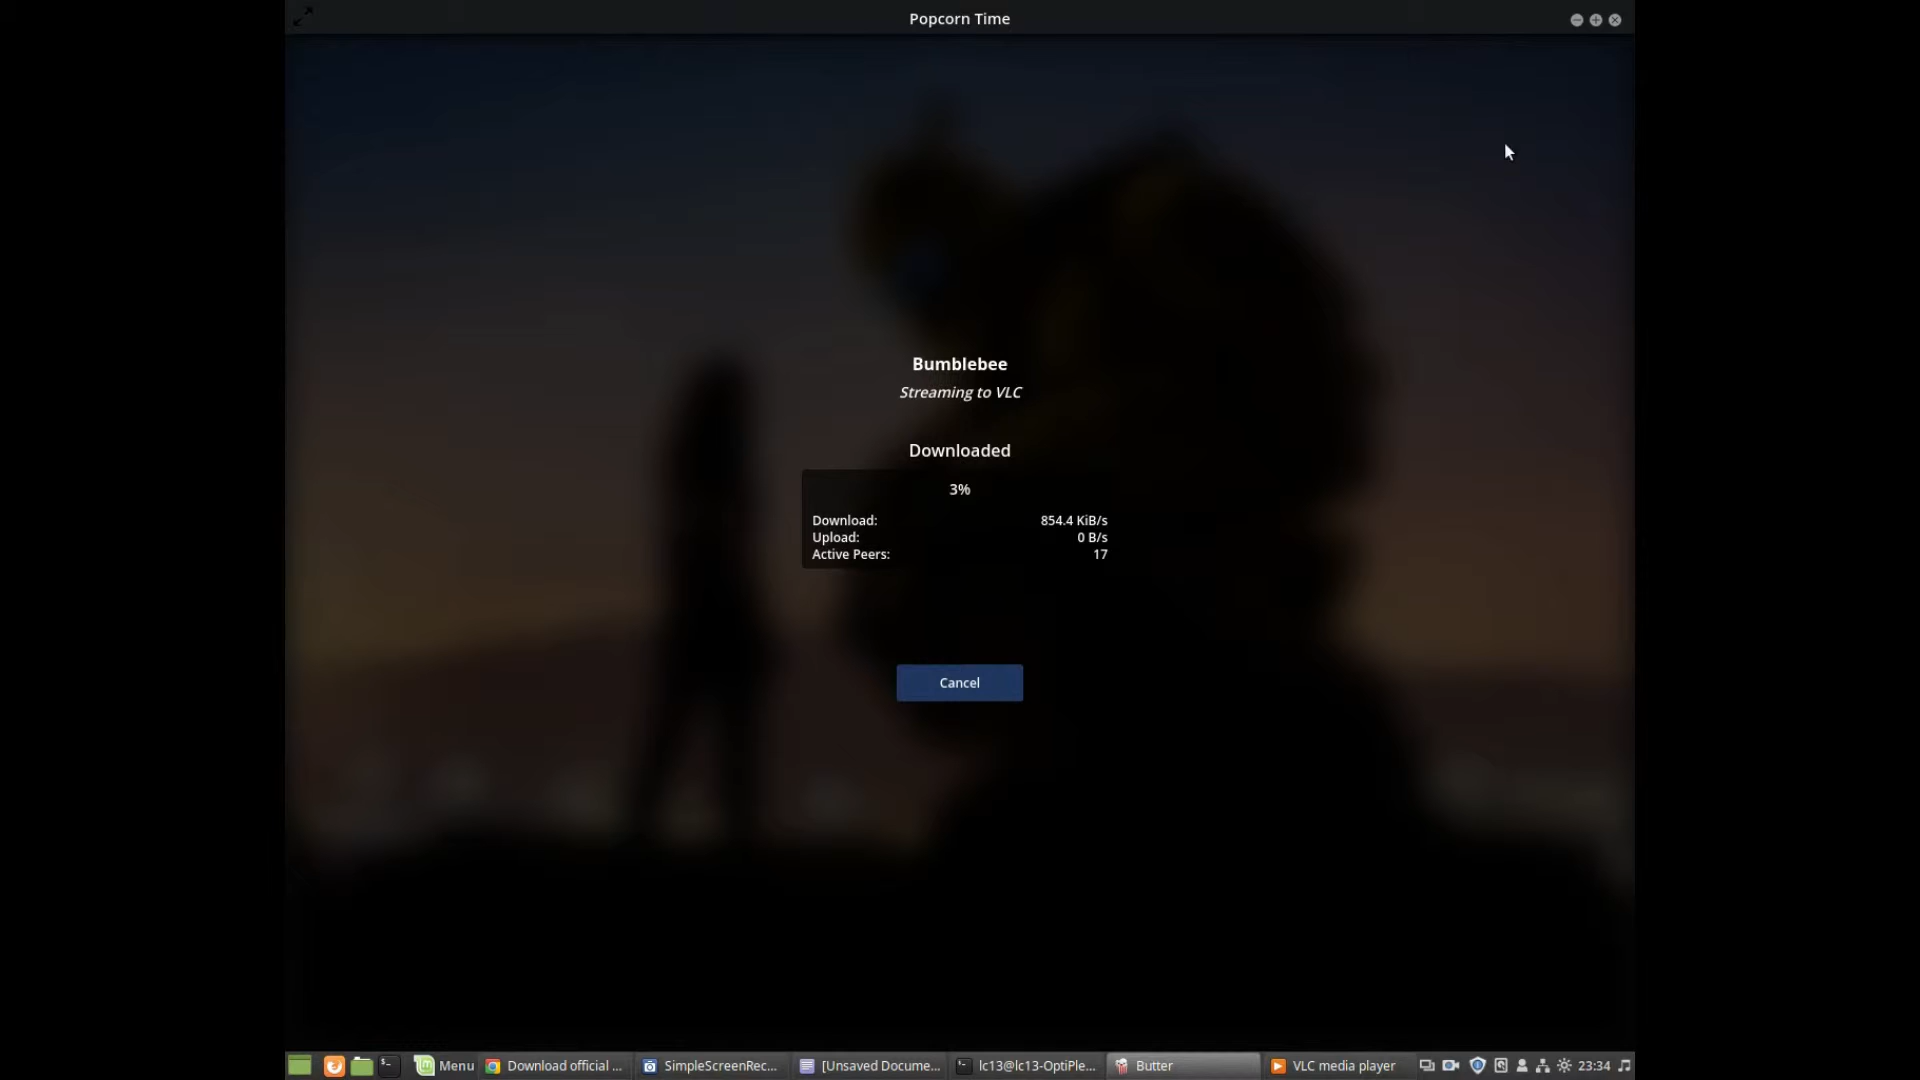 Popcorn Time
Bumblebee
Streaming to VLC
Downloaded
3%
Download: 854.4 KiB/s
Upload: 0 B/s
Active Peers: 17
Cancel
Menu Download official ... SimpleScreenRec... [Unsaved Docume... lc13@lc13-OptiPle... Butter VLC media player 23:34